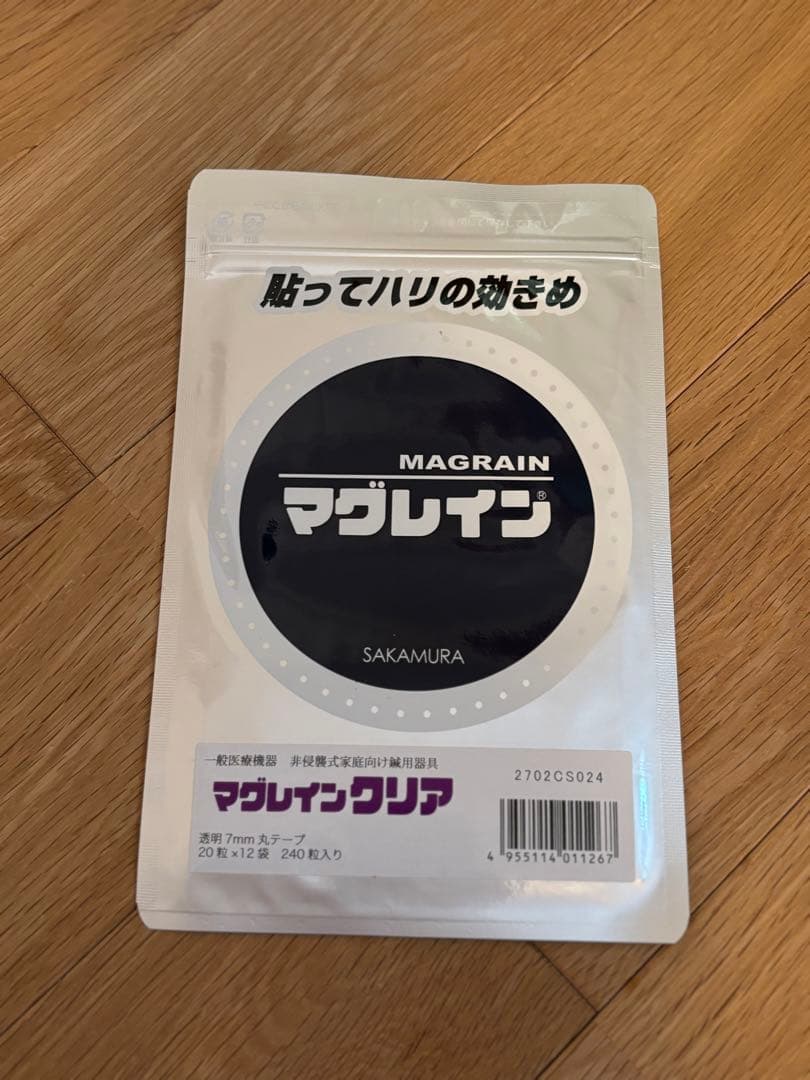 貼ってハリの効きめ
MAGRAIN
マグレイン®
SAKAMURA
一般医療機器 非侵襲式家庭向け鍼用器具
マグレインクリア
2702CS024
透明7mm丸テープ
20粒×12袋 240粒入り
4 955114 011267